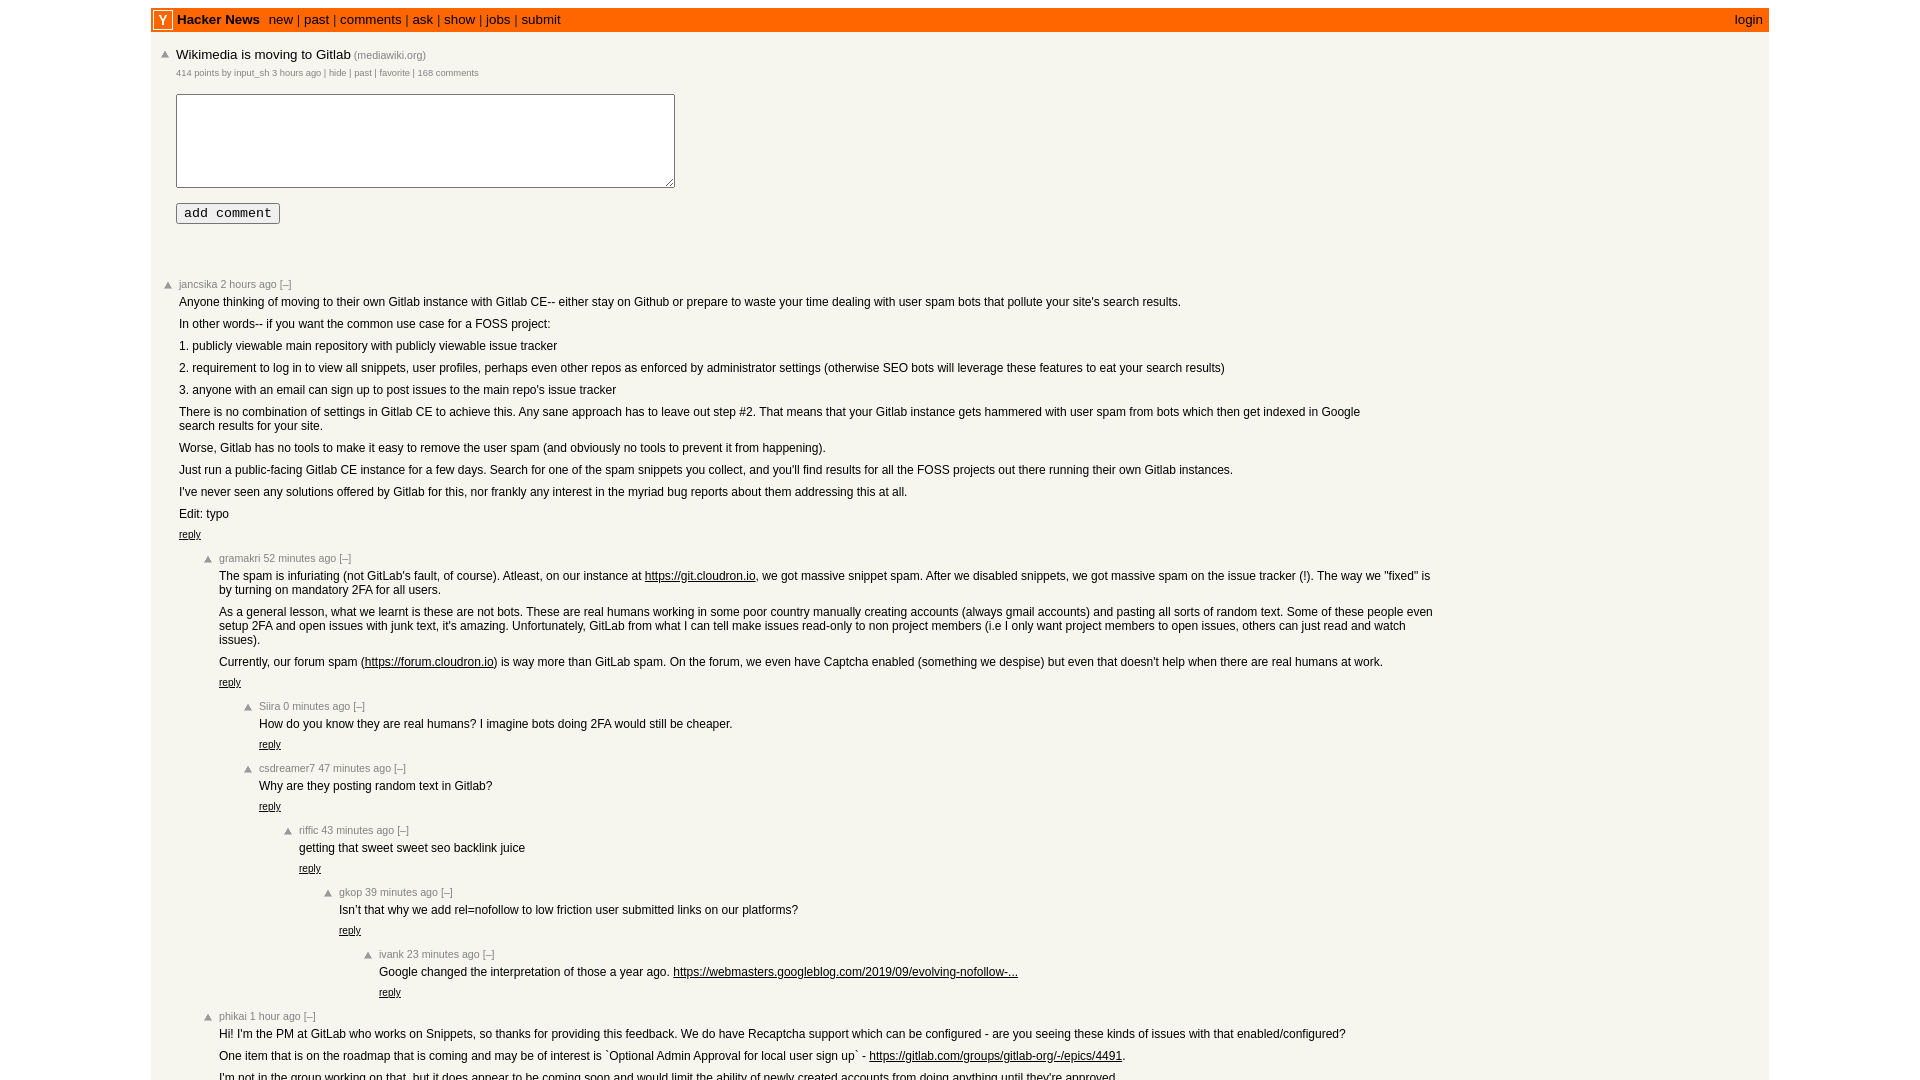 Y Hacker News new | past | comments | ask | show | jobs | submit login
Wikimedia is moving to Gitlab (mediawiki.org)
414 points by input_sh 3 hours ago | hide | past | favorite | 168 comments
add comment
jancsika 2 hours ago [–]
Anyone thinking of moving to their own Gitlab instance with Gitlab CE-- either stay on Github or prepare to waste your time dealing with user spam bots that pollute your site's search results.
In other words-- if you want the common use case for a FOSS project:
1. publicly viewable main repository with publicly viewable issue tracker
2. requirement to log in to view all snippets, user profiles, perhaps even other repos as enforced by administrator settings (otherwise SEO bots will leverage these features to eat your search results)
3. anyone with an email can sign up to post issues to the main repo's issue tracker
There is no combination of settings in Gitlab CE to achieve this. Any sane approach has to leave out step #2. That means that your Gitlab instance gets hammered with user spam from bots which then get indexed in Google
search results for your site.
Worse, Gitlab has no tools to make it easy to remove the user spam (and obviously no tools to prevent it from happening).
Just run a public-facing Gitlab CE instance for a few days. Search for one of the spam snippets you collect, and you'll find results for all the FOSS projects out there running their own Gitlab instances.
I've never seen any solutions offered by Gitlab for this, nor frankly any interest in the myriad bug reports about them addressing this at all.
Edit: typo
reply
gramakri 52 minutes ago [–]
The spam is infuriating (not GitLab's fault, of course). Atleast, on our instance at https://git.cloudron.io, we got massive snippet spam. After we disabled snippets, we got massive spam on the issue tracker (!). The way we "fixed" is
by turning on mandatory 2FA for all users.
As a general lesson, what we learnt is these are not bots. These are real humans working in some poor country manually creating accounts (always gmail accounts) and pasting all sorts of random text. Some of these people even
setup 2FA and open issues with junk text, it's amazing. Unfortunately, GitLab from what I can tell make issues read-only to non project members (i.e I only want project members to open issues, others can just read and watch
issues).
Currently, our forum spam (https://forum.cloudron.io) is way more than GitLab spam. On the forum, we even have Captcha enabled (something we despise) but even that doesn't help when there are real humans at work.
reply
Siira 0 minutes ago [–]
How do you know they are real humans? I imagine bots doing 2FA would still be cheaper.
reply
csdreamer7 47 minutes ago [–]
Why are they posting random text in Gitlab?
reply
riffic 43 minutes ago [–]
getting that sweet sweet seo backlink juice
reply
gkop 39 minutes ago [–]
Isn't that why we add rel=nofollow to low friction user submitted links on our platforms?
reply
ivank 23 minutes ago [–]
Google changed the interpretation of those a year ago. https://webmasters.googleblog.com/2019/09/evolving-nofollow-...
reply
phikai 1 hour ago [–]
Hi! I'm the PM at GitLab who works on Snippets, so thanks for providing this feedback. We do have Recaptcha support which can be configured - are you seeing these kinds of issues with that enabled/configured?
One item that is on the roadmap that is coming and may be of interest is `Optional Admin Approval for local user sign up` - https://gitlab.com/groups/gitlab-org/-/epics/4491.
I'm not in the group working on that, but it does appear to be coming soon and would limit the ability of newly created accounts from doing anything until they're approved.